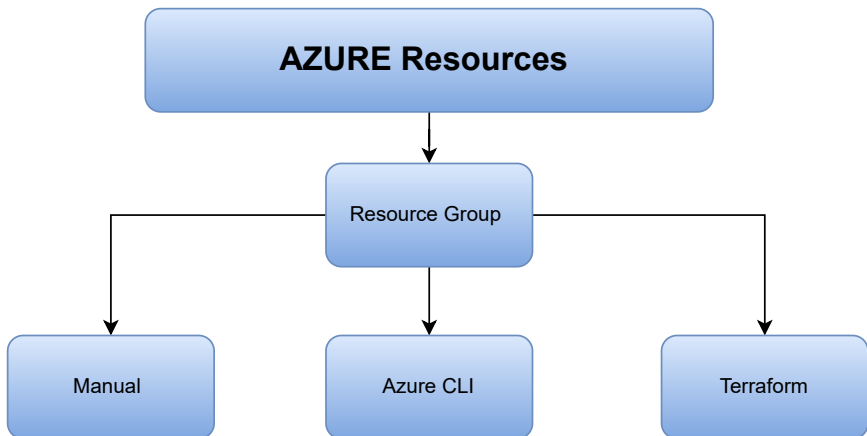 AZURE Resources
Resource Group
Manual
Azure CLI
Terraform